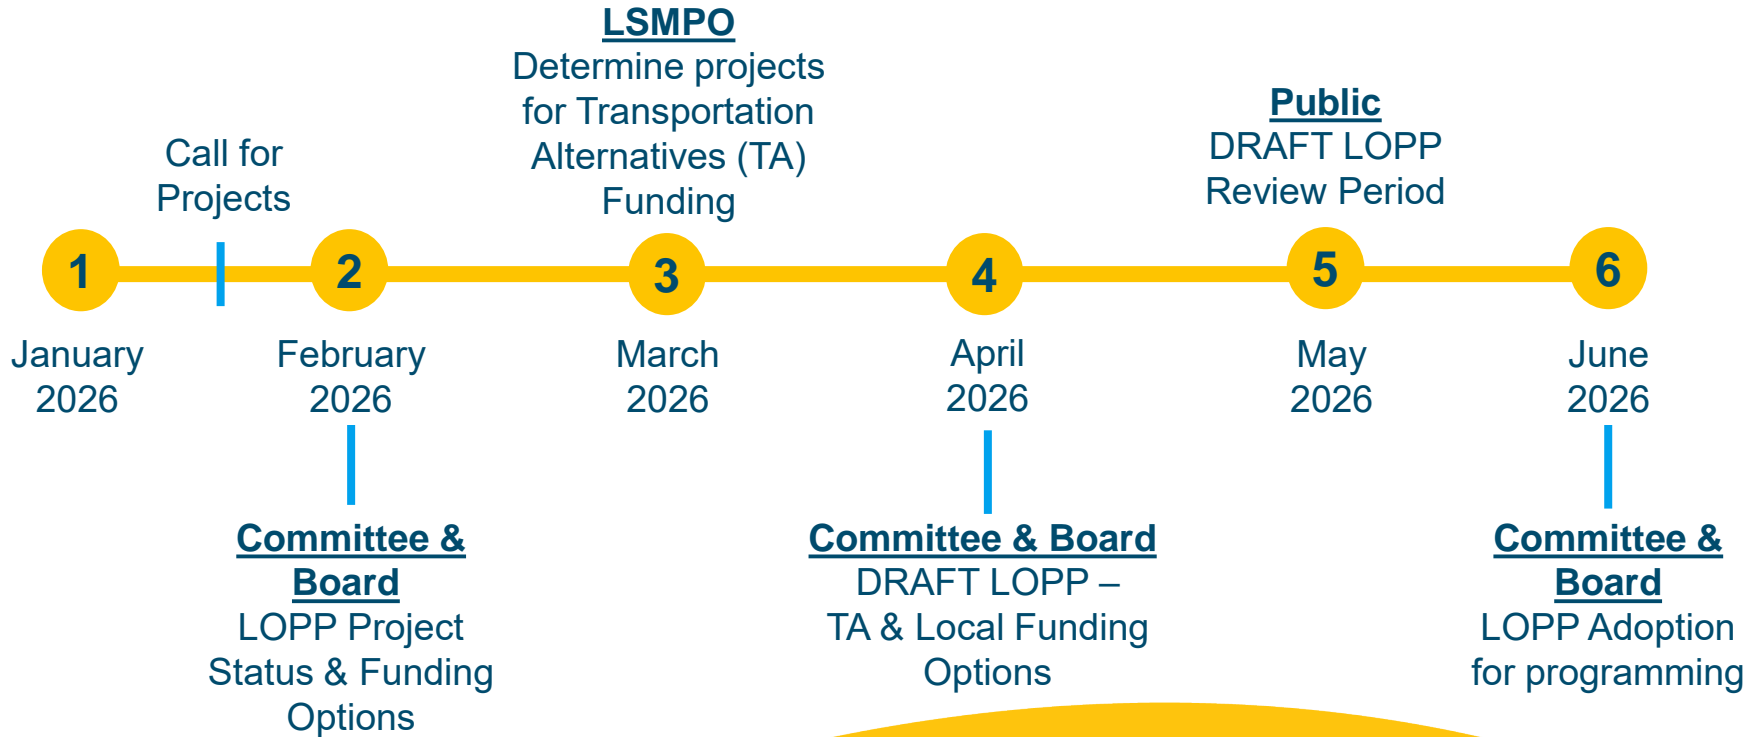 LSMPO
Determine projects
for Transportation
Alternatives (TA)
Funding
Public
DRAFT LOPP
Review Period
Call for
Projects
1
2
3
4
5
6
January
2026
February
2026
March
2026
April
2026
May
2026
June
2026
Committee &
Board
LOPP Project
Status & Funding
Options
Committee & Board
DRAFT LOPP –
TA & Local Funding
Options
Committee &
Board
LOPP Adoption
for programming